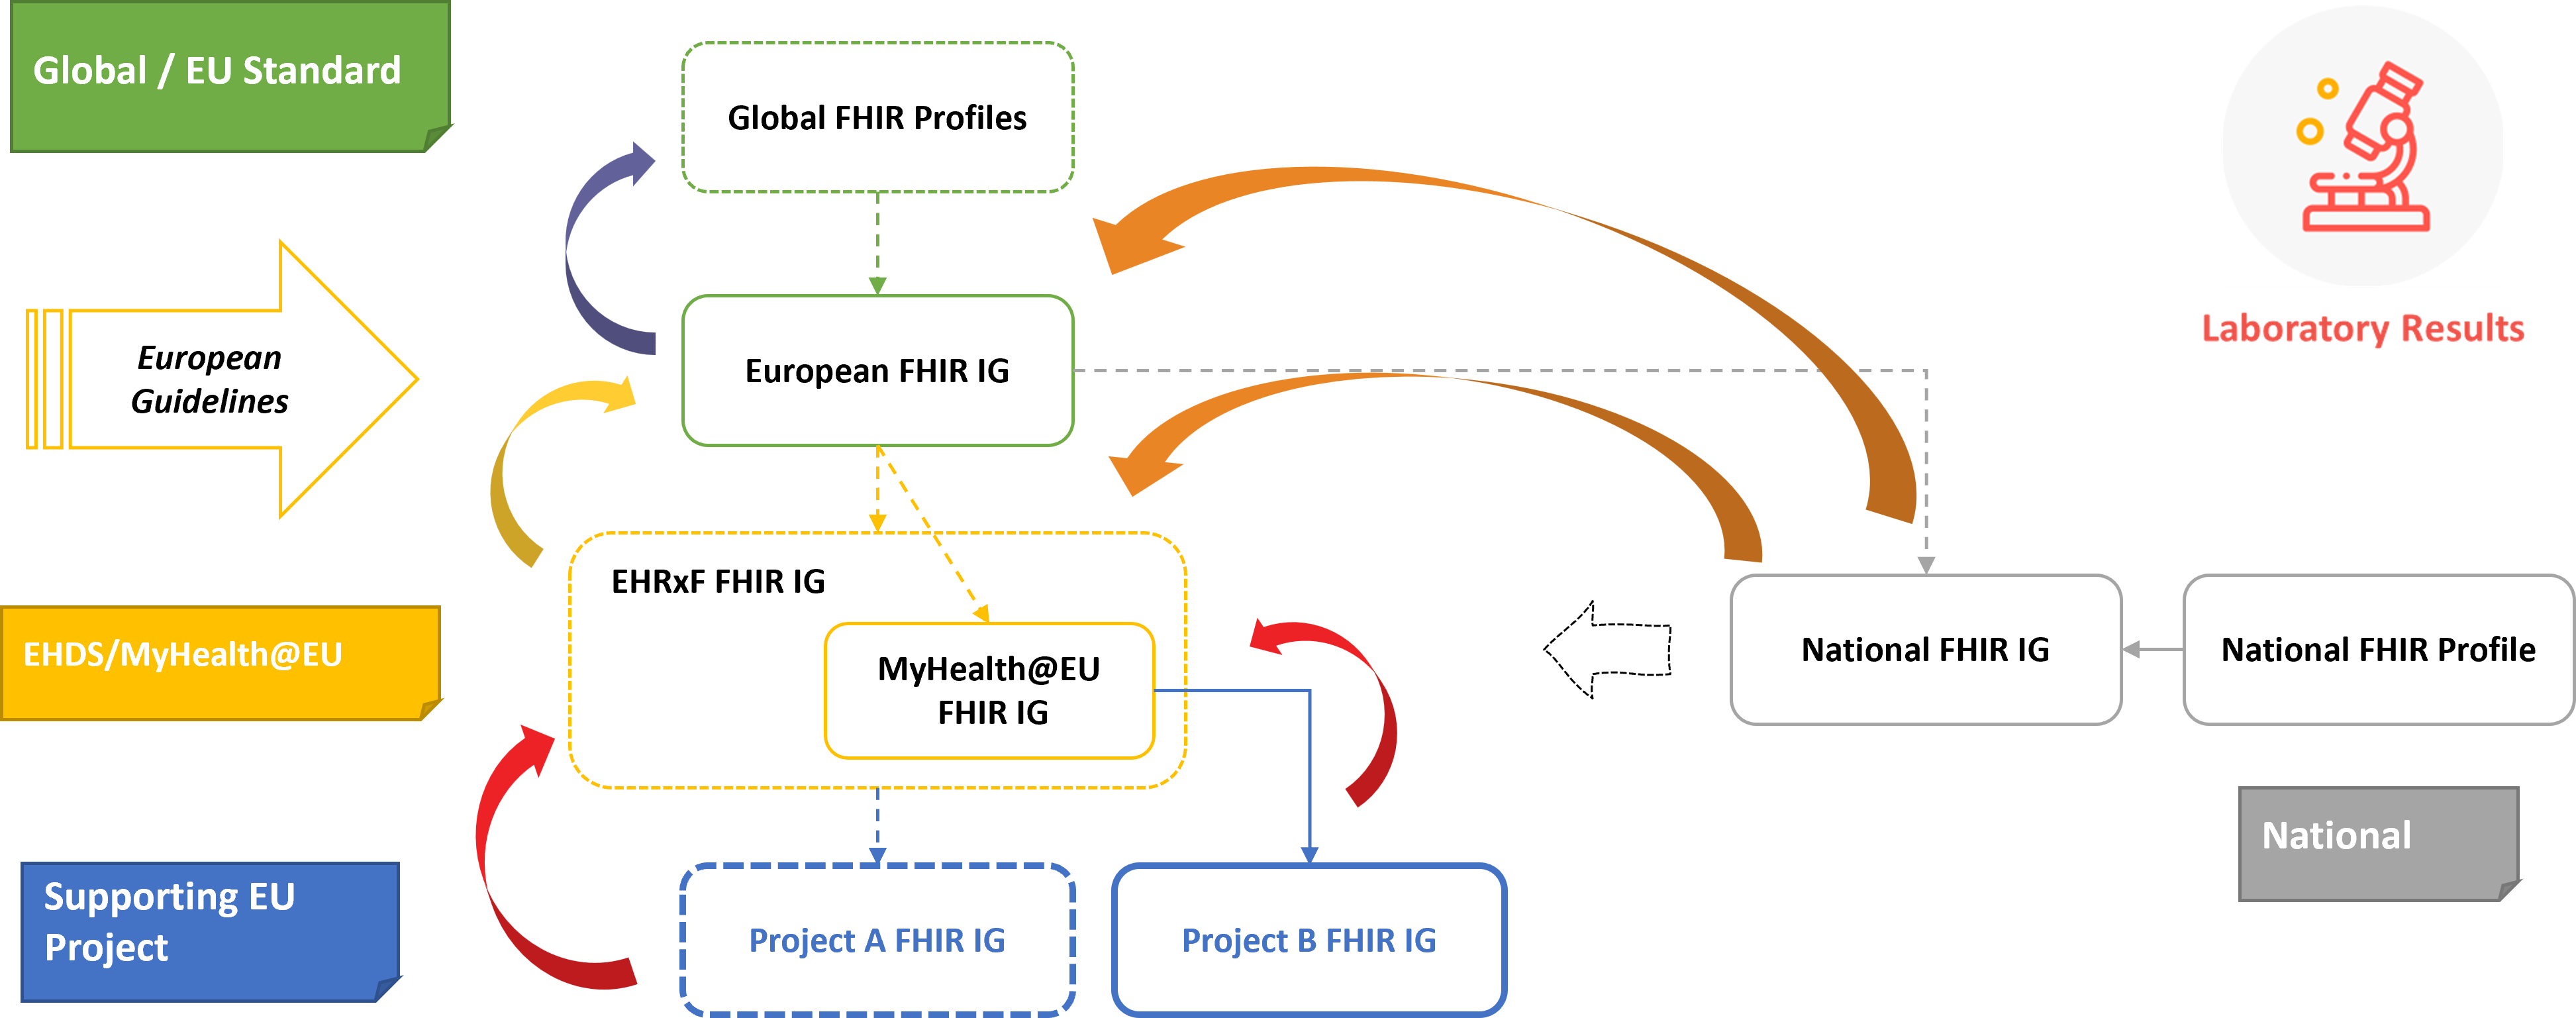 Global / EU Standard
Global FHIR Profiles
Laboratory Results
European
Guidelines
European FHIR IG
EHRxF FHIR IG
EHDS/MyHealth@EU
MyHealth@EU
FHIR IG
National FHIR IG
National FHIR Profile
National
Supporting EU
Project
Project A FHIR IG
Project B FHIR IG